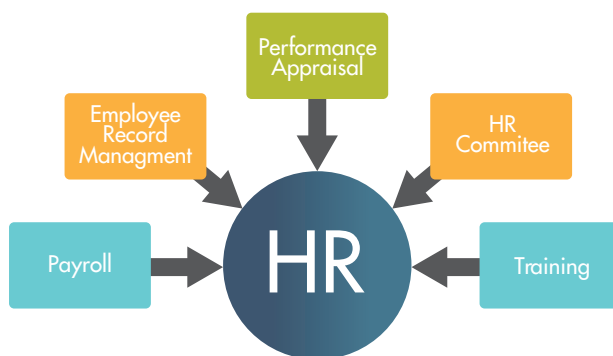 Performance
Appraisal
Employee
Record
Managment
HR
Commitee
Payroll
HR
Training